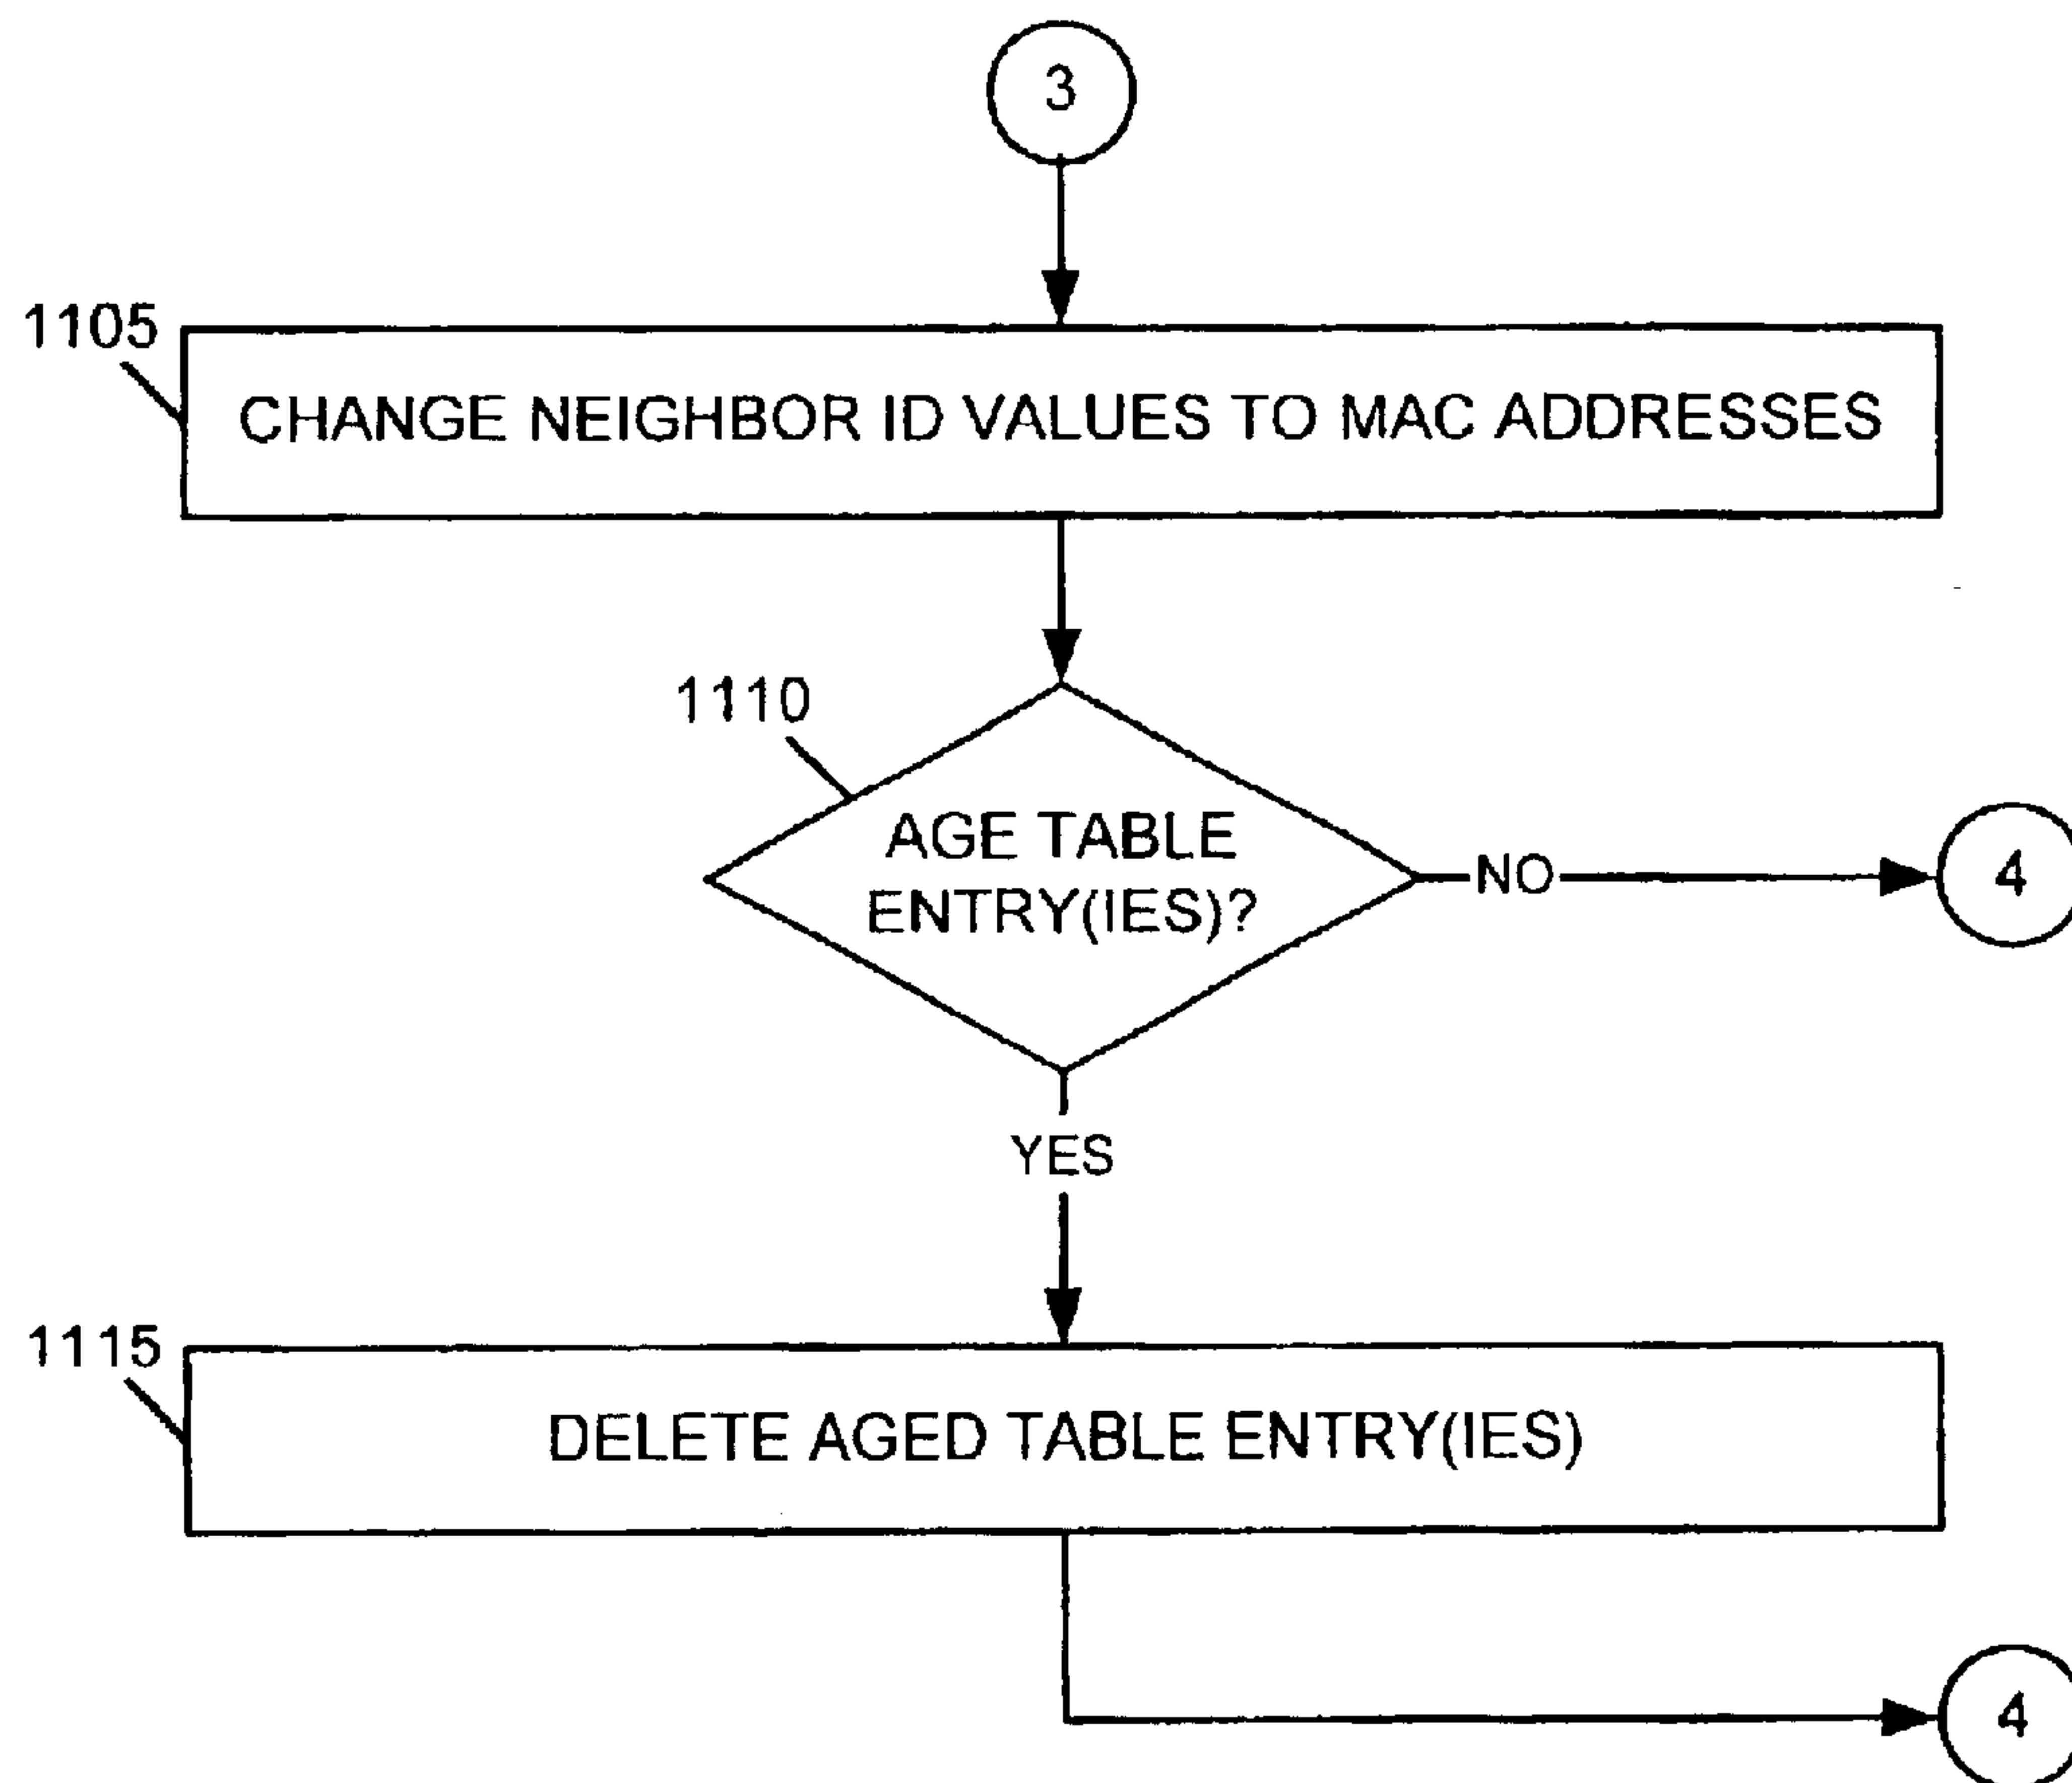 3
1105
CHANGE NEIGHBOR ID VALUES TO MAC ADDRESSES
1110
AGE TABLE
ENTRY(IES)?
NO
4
YES
1115
DELETE AGED TABLE ENTRY(IES)
4